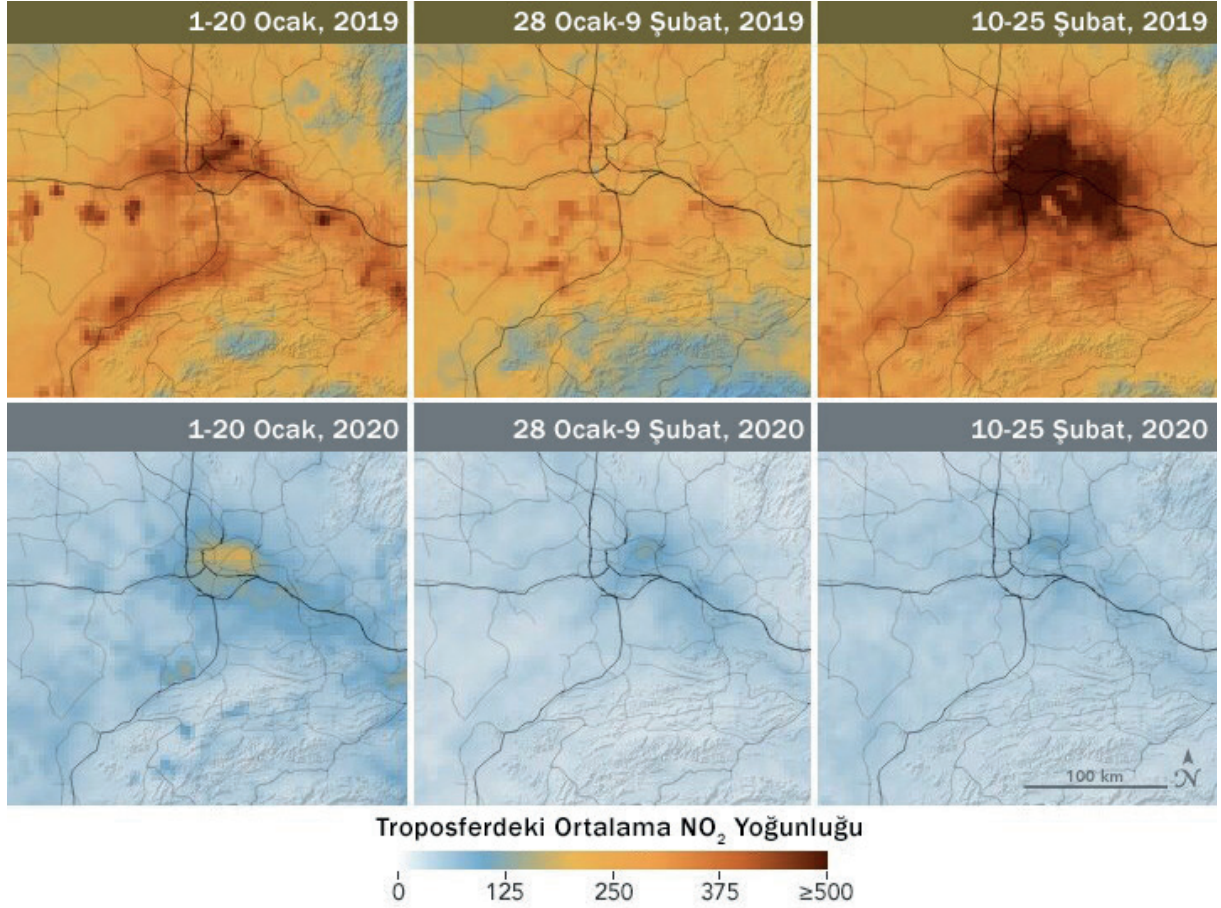 1-20 Ocak, 2019
28 Ocak-9 Şubat, 2019
10-25 Şubat, 2019
1-20 Ocak, 2020
28 Ocak-9 Şubat, 2020
10-25 Şubat, 2020
100 km
N
Troposferdeki Ortalama NO₂ Yoğunluğu
0 125 250 375 ≥500